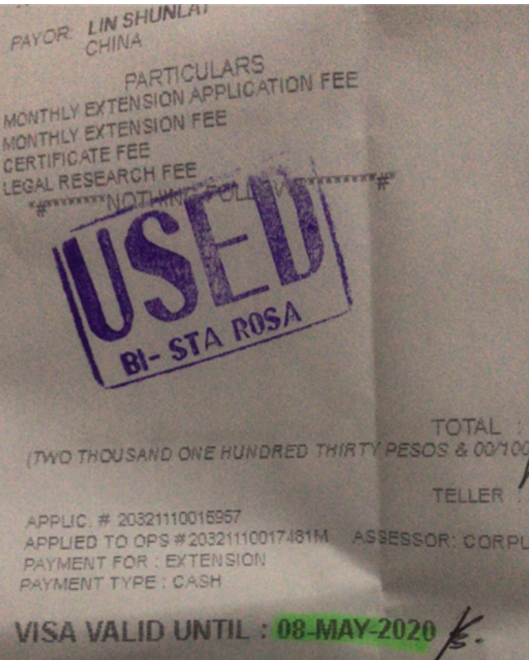 PAYOR: LIN SHUNLAI
CHINA
PARTICULARS
MONTHLY EXTENSION APPLICATION FEE
MONTHLY EXTENSION FEE
CERTIFICATE FEE
LEGAL RESEARCH FEE
*#********NOTHING FOLLOWS*********#*
USED
BI- STA ROSA
TOTAL :
(TWO THOUSAND ONE HUNDRED THIRTY PESOS & 00/100
TELLER :
APPLIC. # 20321110015957
APPLIED TO OPS #20321110017481M ASSESSOR: CORPU
PAYMENT FOR : EXTENSION
PAYMENT TYPE : CASH
VISA VALID UNTIL : 08-MAY-2020